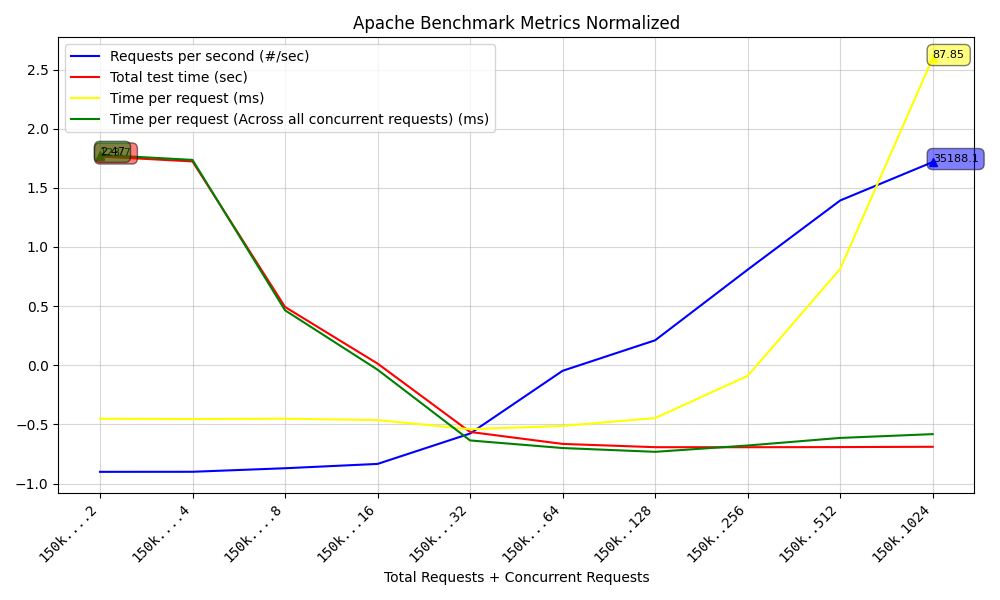 Apache Benchmark Metrics Normalized
Requests per second (#/sec)
Total test time (sec)
Time per request (ms)
Time per request (Across all concurrent requests) (ms)
87.85
35188.1
2.47
2.5
2.0
1.5
1.0
0.5
0.0
−0.5
−1.0
150k....2
150k....4
150k....8
150k...16
150k...32
150k...64
150k..128
150k..256
150k..512
150k.1024
Total Requests + Concurrent Requests